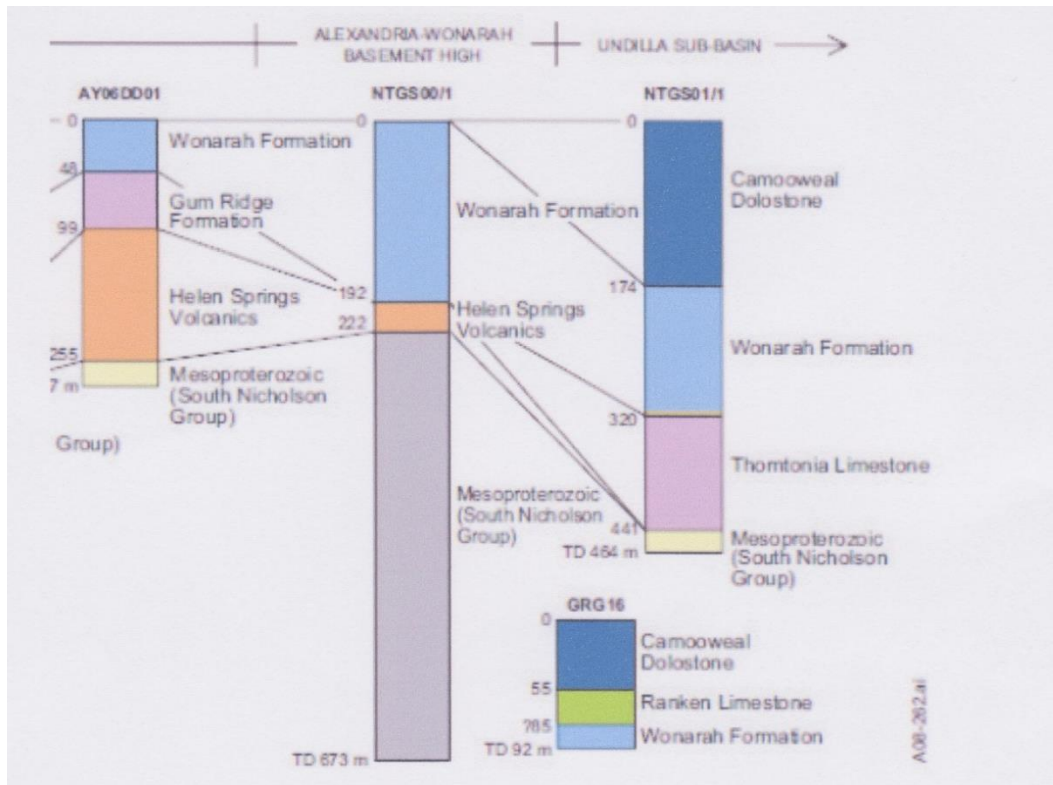 ALEXANDRIA-WONARAH
BASEMENT HIGH
UNDILLA SUB-BASIN
AY06DD01
0
Wonarah Formation
48
Gum Ridge
Formation
99
Helen Springs
Volcanics
255
7 m
Mesoproterozoic
(South Nicholson
Group)
Group)
NTGS00/1
0
Wonarah Formation
192
Helen Springs
Volcanics
222
Mesoproterozoic
(South Nicholson
Group)
TD 673 m
NTGS01/1
0
Camooweal
Dolostone
174
Wonarah Formation
320
Thorntonia Limestone
441
TD 464 m
Mesoproterozoic
(South Nicholson
Group)
GRG16
0
Camooweal
Dolostone
55
Ranken Limestone
?85
Wonarah Formation
TD 92 m
A08-262.ai